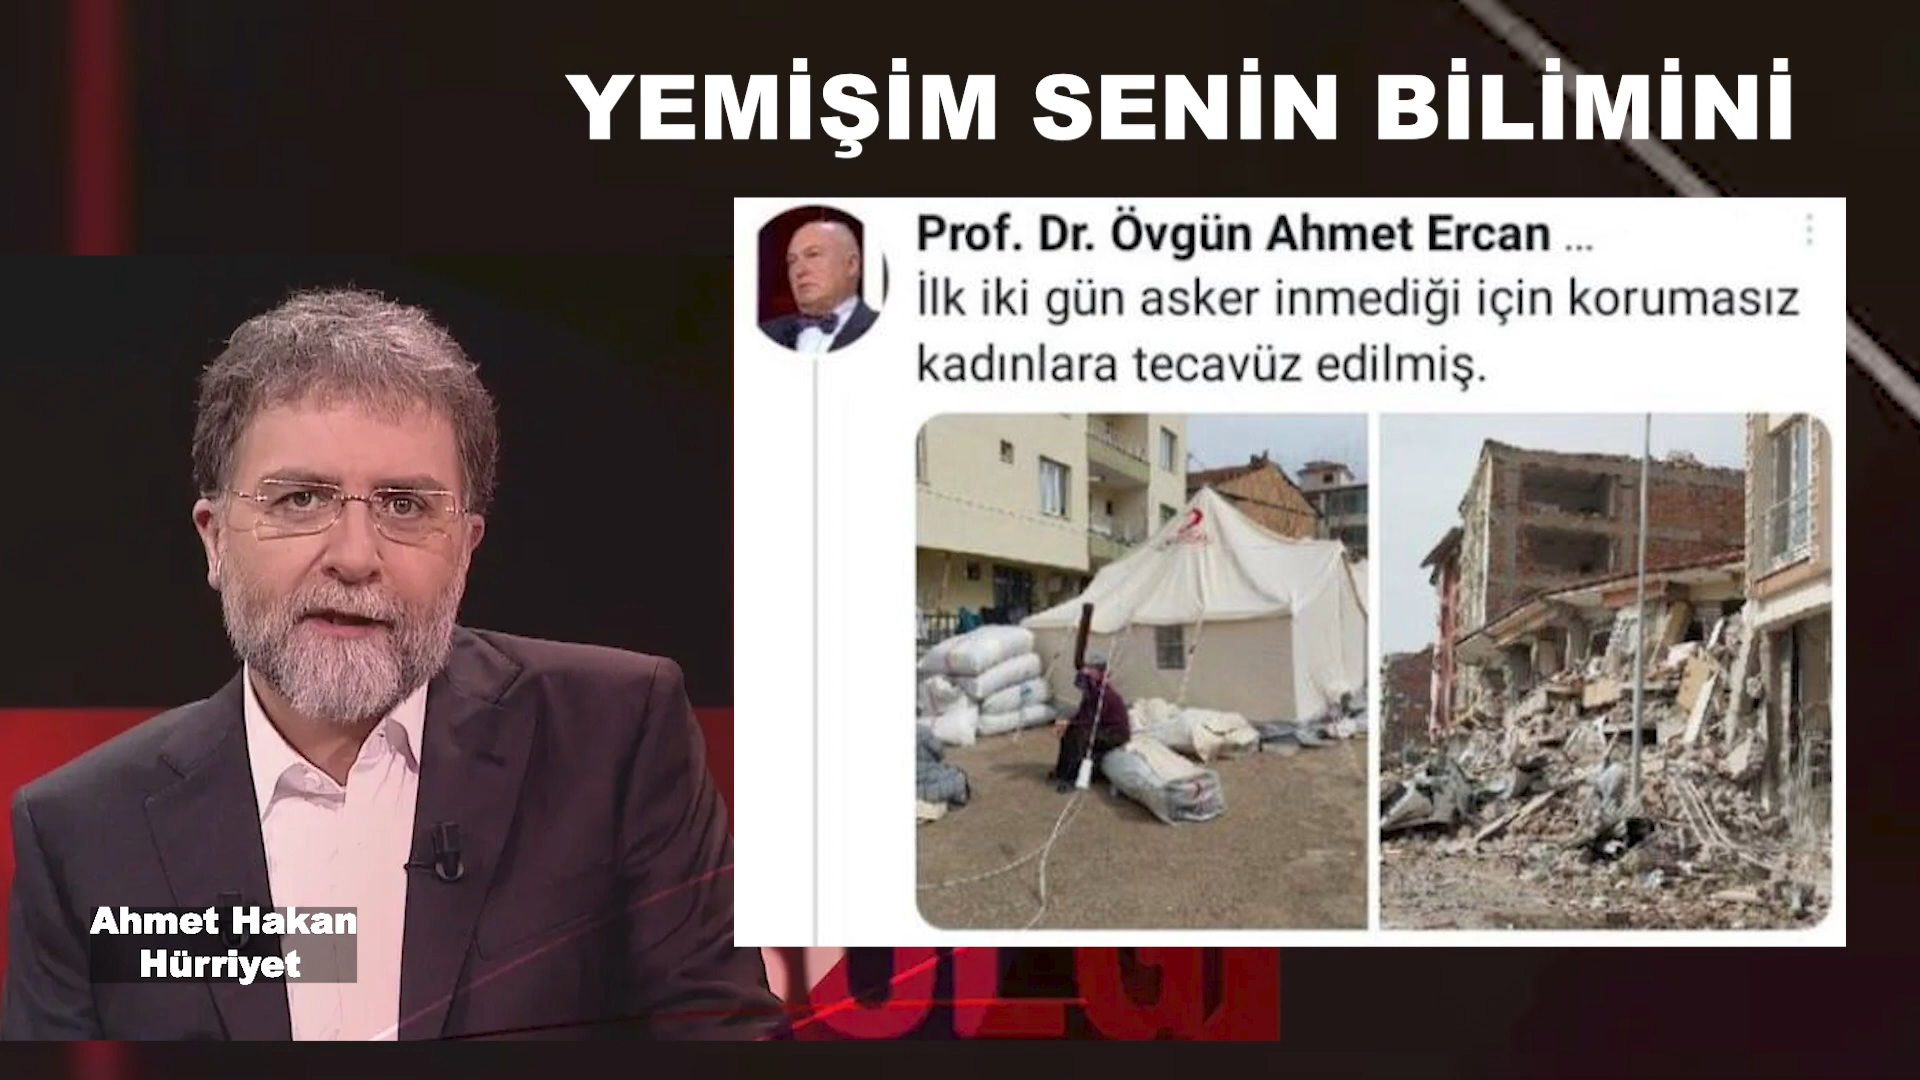 YEMİŞİM SENİN BİLİMİNİ
Prof. Dr. Övgün Ahmet Ercan ...
İlk iki gün asker inmediği için korumasız
kadınlara tecavüz edilmiş.
Ahmet Hakan
Hürriyet